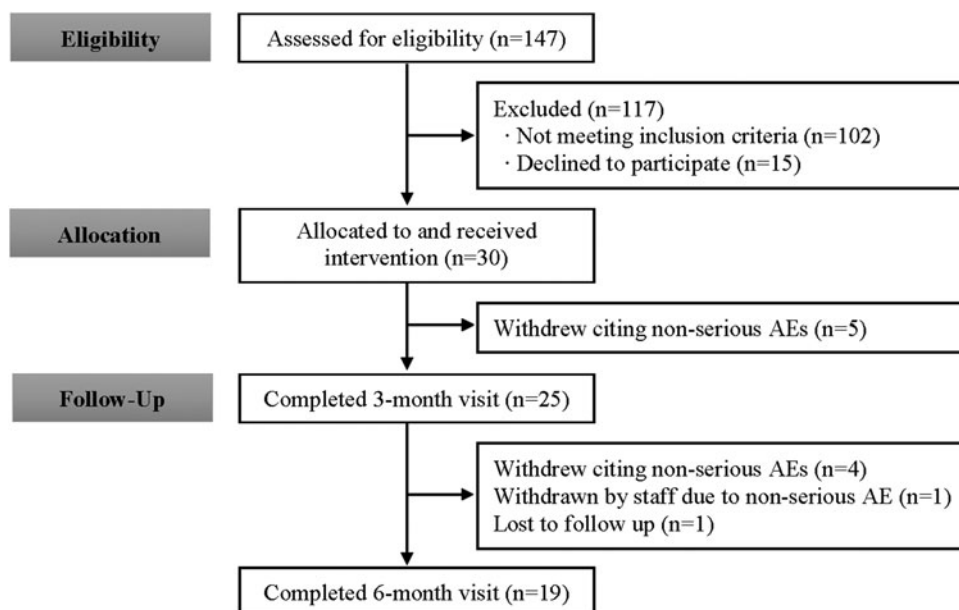 Eligibility
Assessed for eligibility (n=147)
Excluded (n=117)
· Not meeting inclusion criteria (n=102)
· Declined to participate (n=15)
Allocation
Allocated to and received
intervention (n=30)
Withdrew citing non-serious AEs (n=5)
Follow-Up
Completed 3-month visit (n=25)
Withdrew citing non-serious AEs (n=4)
Withdrawn by staff due to non-serious AE (n=1)
Lost to follow up (n=1)
Completed 6-month visit (n=19)